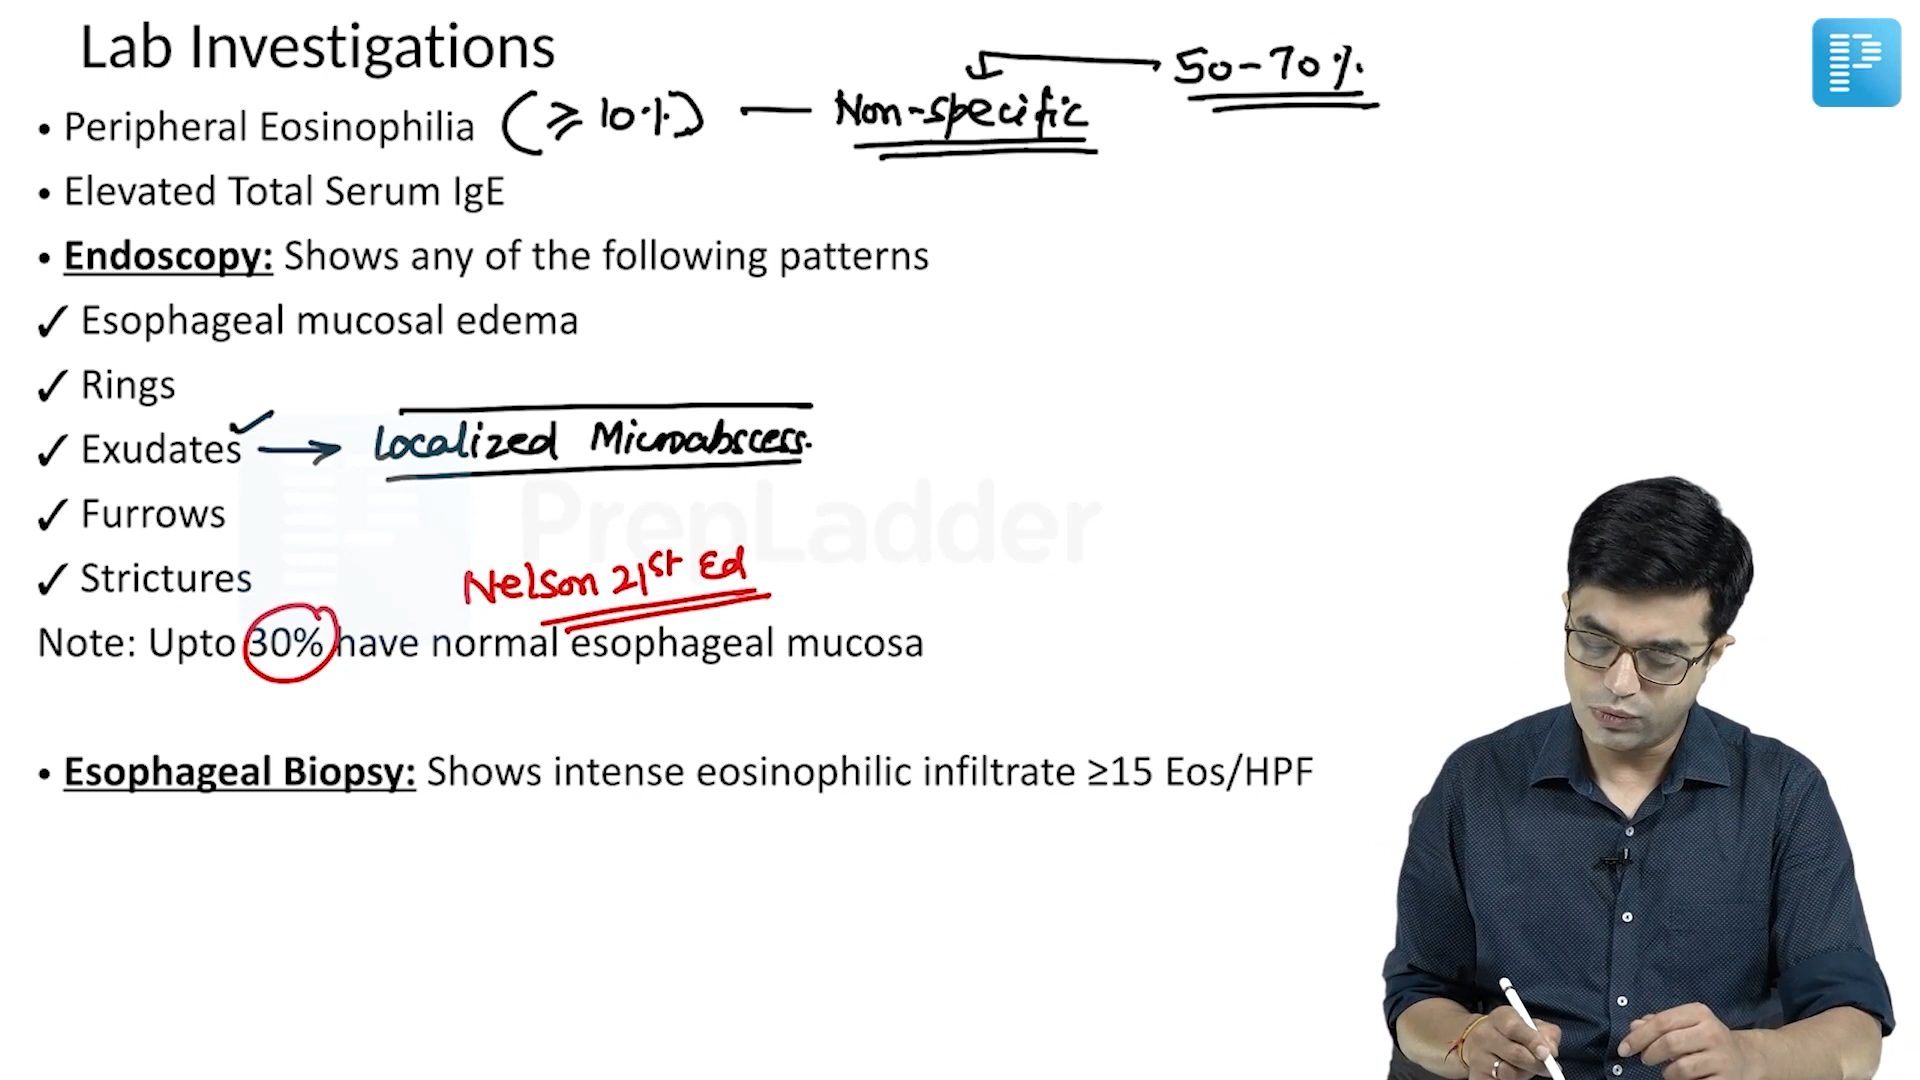 Lab Investigations
50-70%
• Peripheral Eosinophilia (≥10%) — Non-specific
• Elevated Total Serum IgE
• Endoscopy: Shows any of the following patterns
✓ Esophageal mucosal edema
✓ Rings
✓ Exudates → Localized Microabscess.
✓ Furrows
PrepLadder
✓ Strictures
Nelson 21st Ed
Note: Upto 30% have normal esophageal mucosa
• Esophageal Biopsy: Shows intense eosinophilic infiltrate ≥15 Eos/HPF